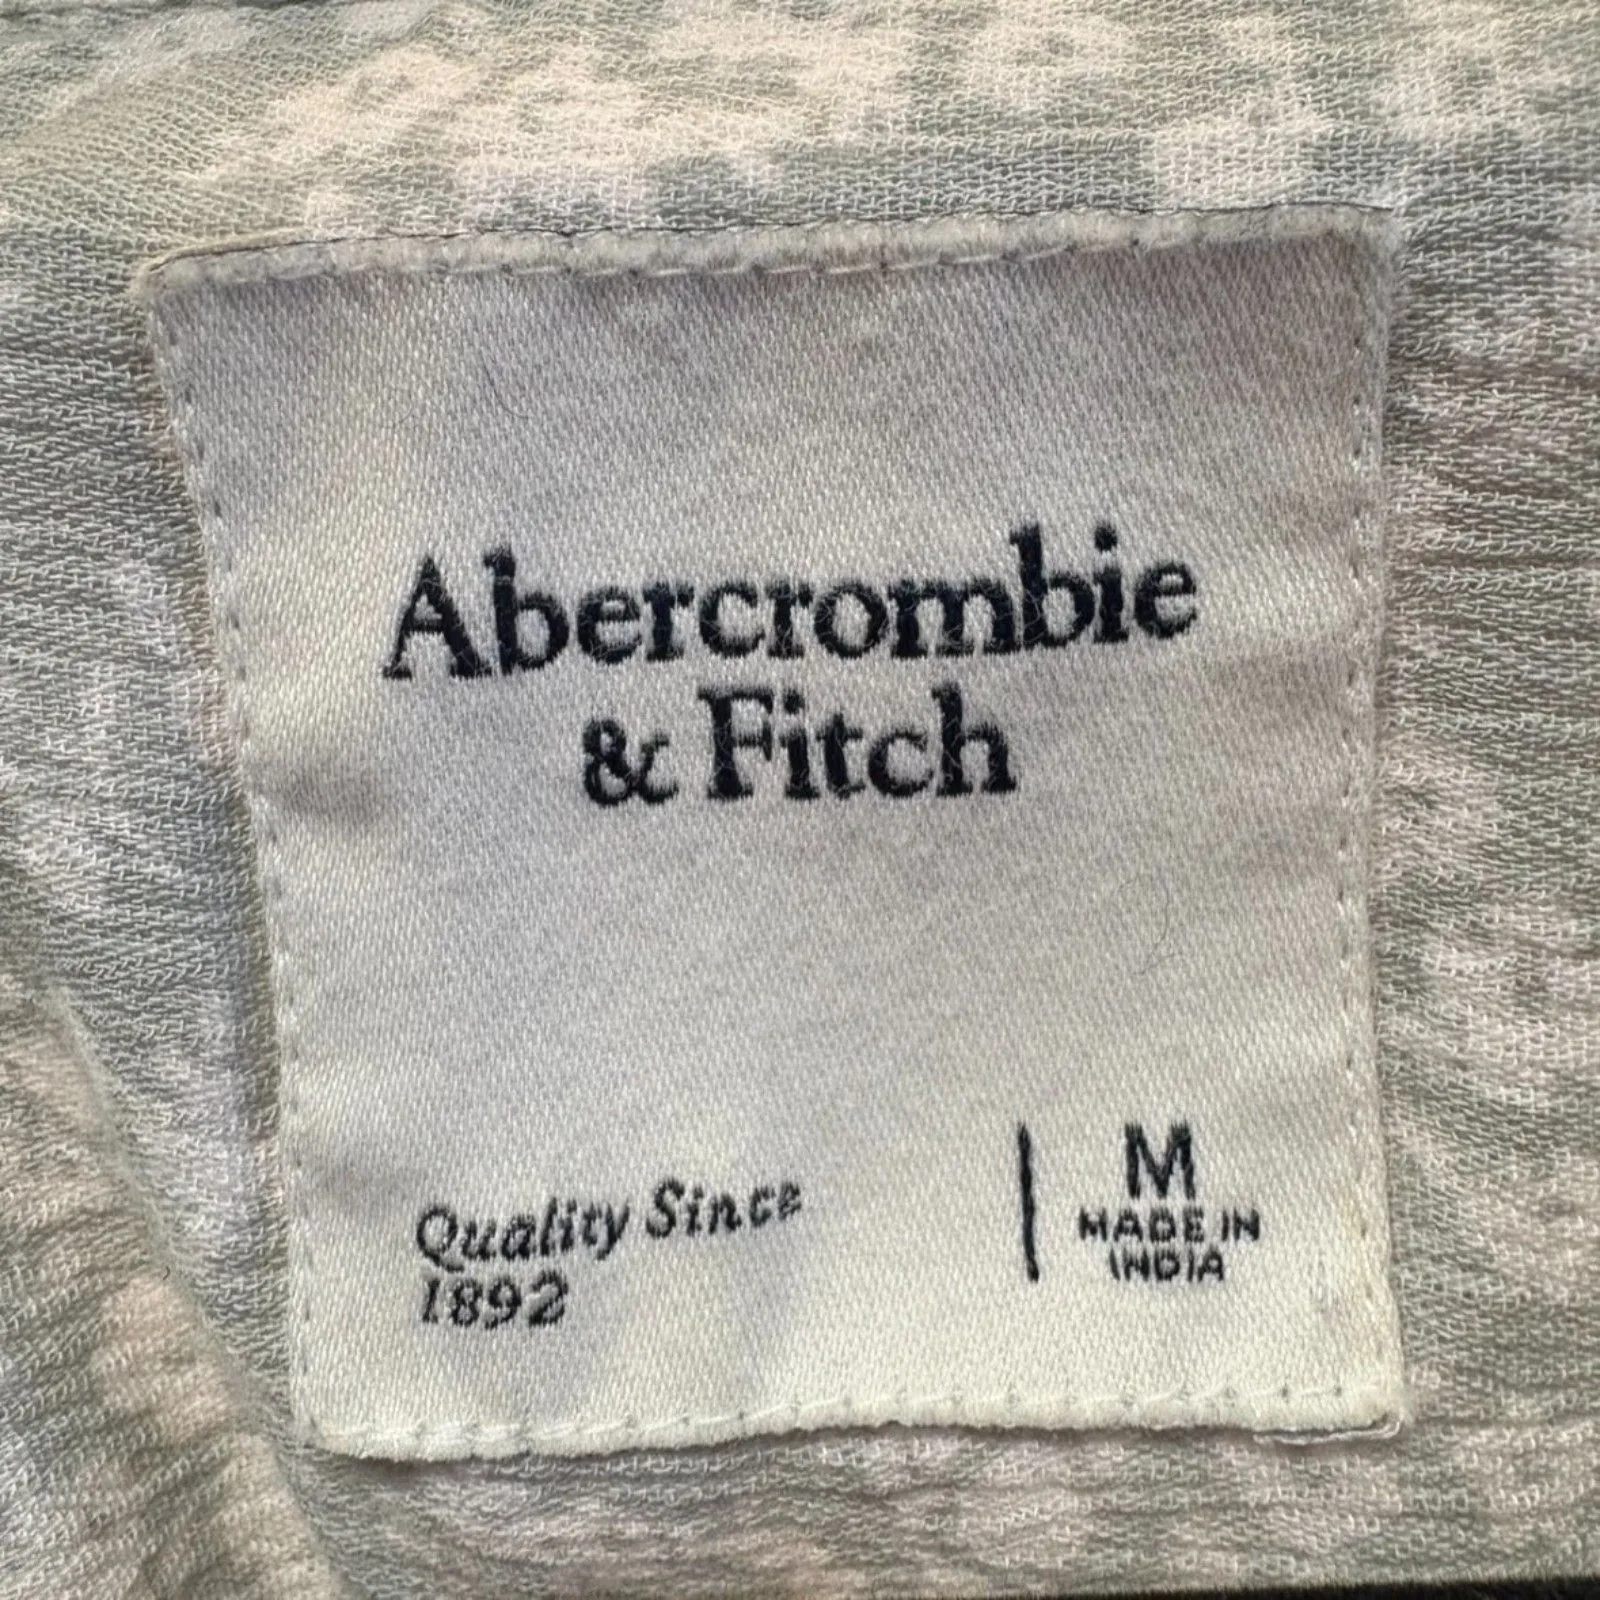 Abercrombie
& Fitch
Quality Since
1892
M
MADE IN
INDIA